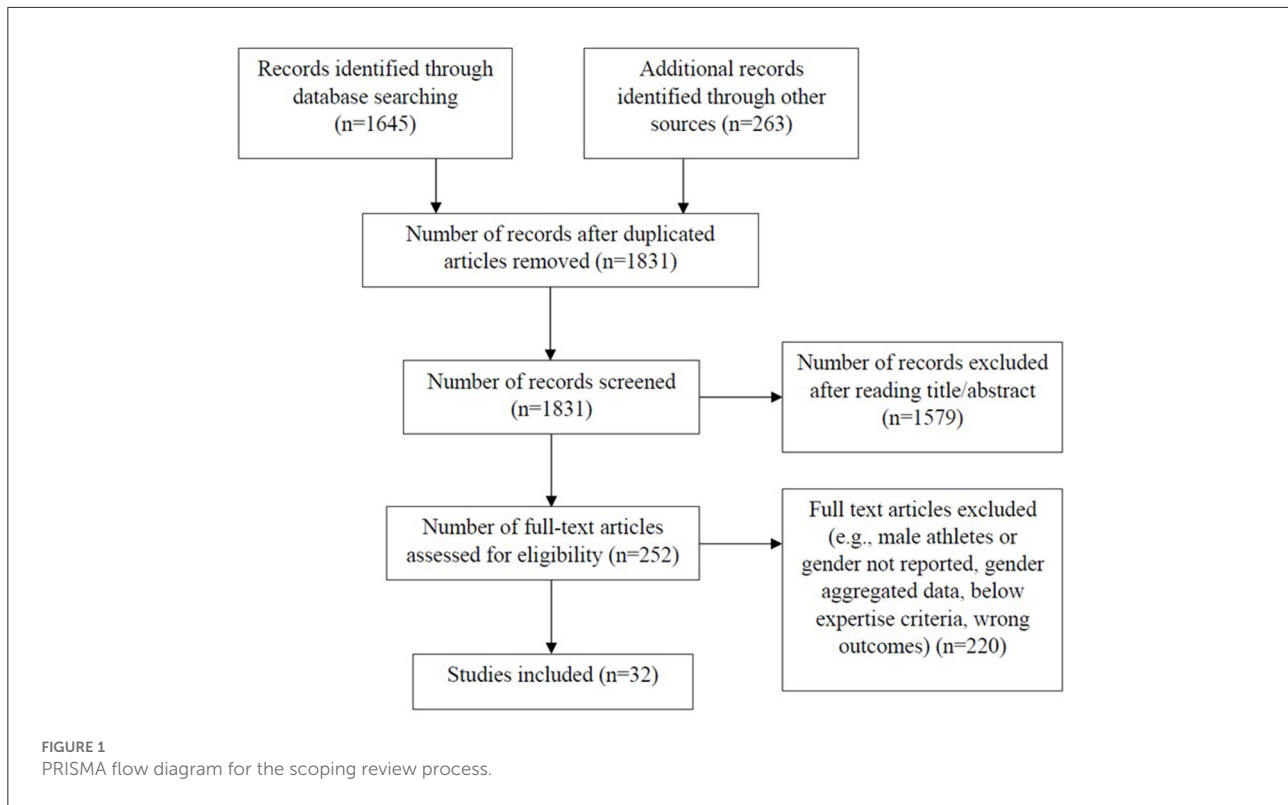 Records identified through
database searching
(n=1645)
Additional records
identified through other
sources (n=263)
Number of records after duplicated
articles removed (n=1831)
Number of records screened
(n=1831)
Number of records excluded
after reading title/abstract
(n=1579)
Number of full-text articles
assessed for eligibility (n=252)
Full text articles excluded
(e.g., male athletes or
gender not reported, gender
aggregated data, below
expertise criteria, wrong
outcomes) (n=220)
Studies included (n=32)
FIGURE 1
PRISMA flow diagram for the scoping review process.